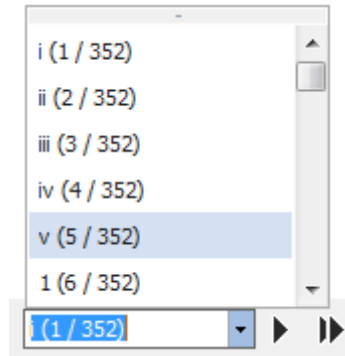 i (1 / 352)
ii (2 / 352)
iii (3 / 352)
iv (4 / 352)
v (5 / 352)
1 (6 / 352)
i (1 / 352)